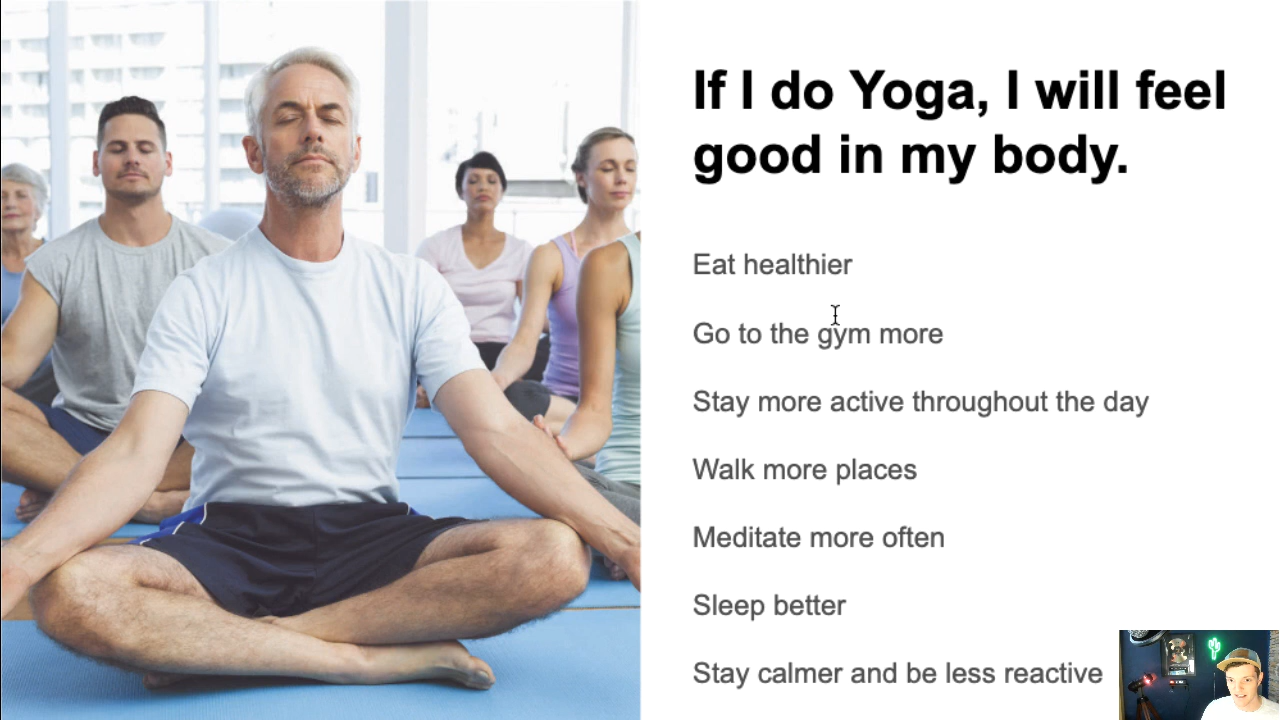 If I do Yoga, I will feel
good in my body.
Eat healthier
Go to the gym more
Stay more active throughout the day
Walk more places
Meditate more often
Sleep better
Stay calmer and be less reactive